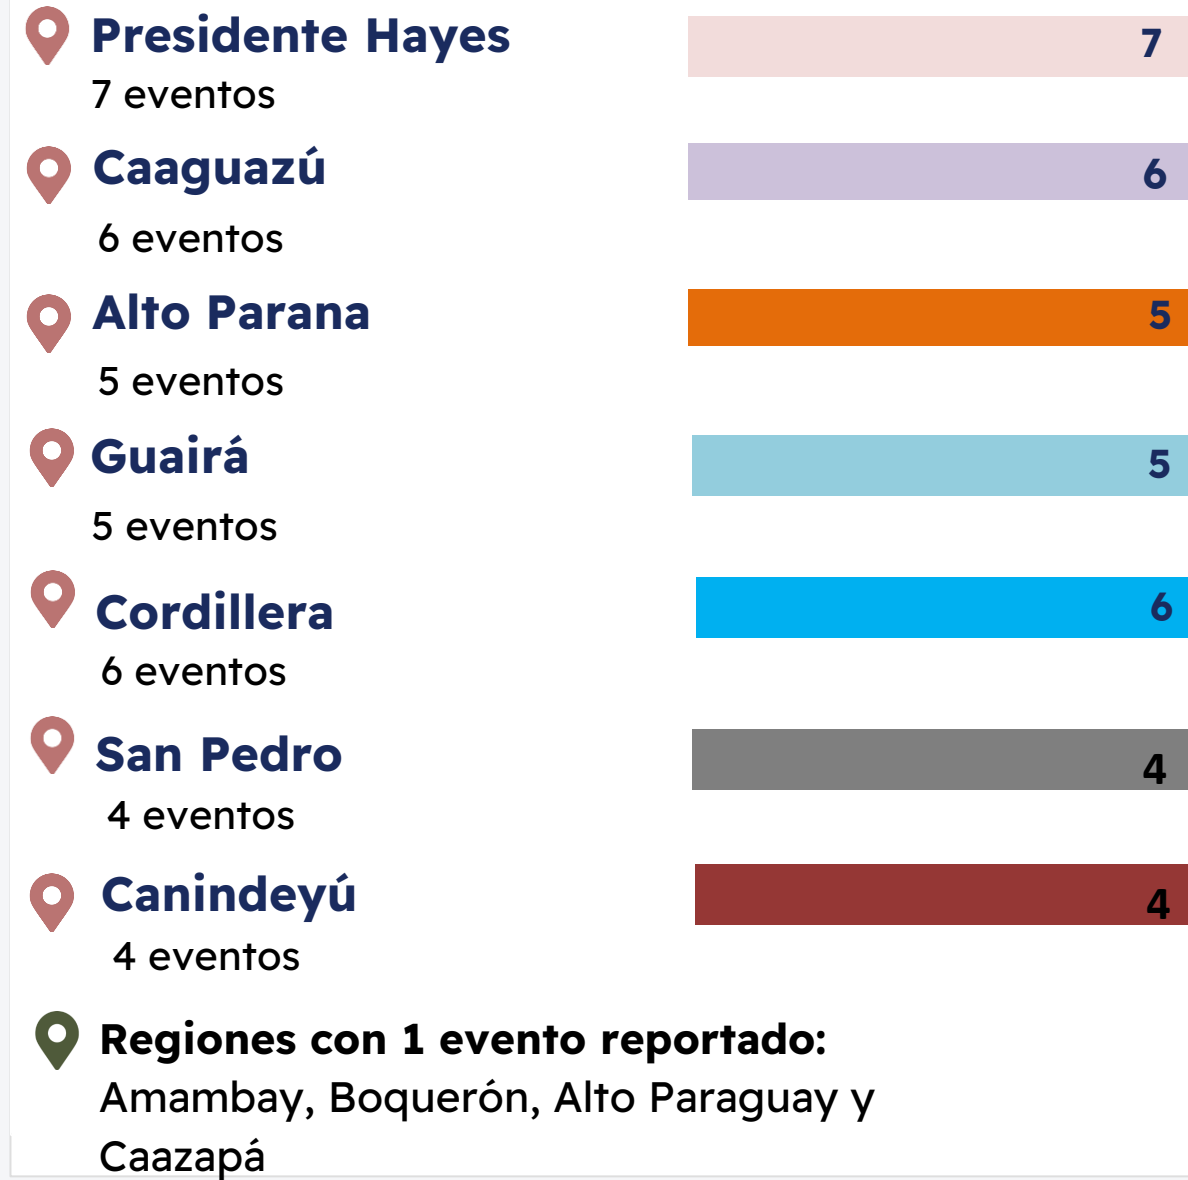 Presidente Hayes
7
7 eventos
Caaguazú
6
6 eventos
Alto Parana
5
5 eventos
Guairá
5
5 eventos
Cordillera
6
6 eventos
San Pedro
4
4 eventos
Canindeyú
4
4 eventos
Regiones con 1 evento reportado:
Amambay, Boquerón, Alto Paraguay y
Caazapá